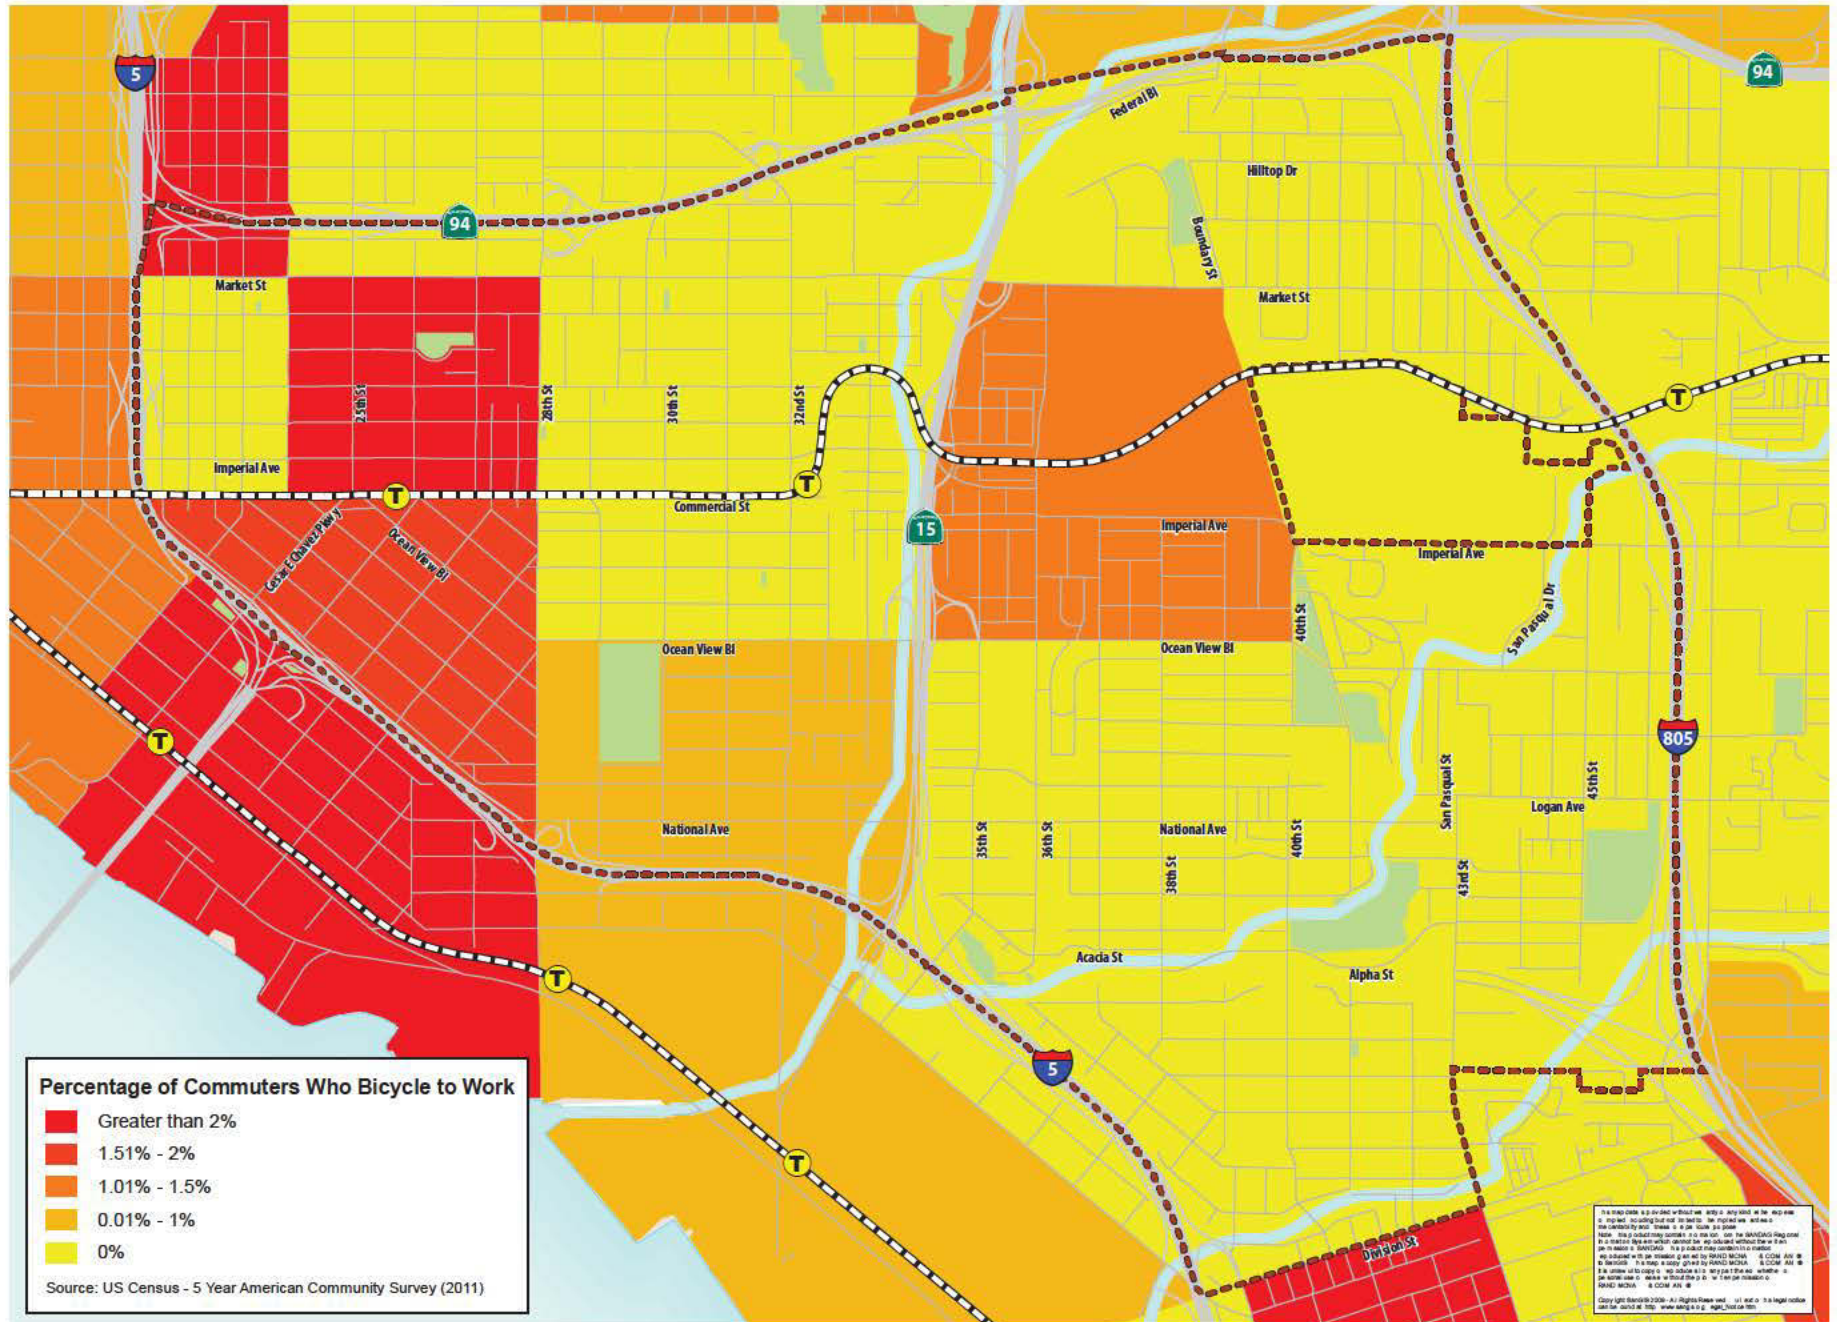 5
94
94
Federal Bl
Hilltop Dr
Boundary St
Market St
Market St
25th St
28th St
30th St
32nd St
T
Imperial Ave
T
T
Commercial St
15
Imperial Ave
Imperial Ave
Cesar E Chavez Pkwy
Ocean View Bl
San Pasqual Dr
40th St
Ocean View Bl
Ocean View Bl
T
805
San Pasqual St
45th St
Logan Ave
National Ave
35th St
36th St
National Ave
40th St
38th St
43rd St
Acacia St
Alpha St
T
5
T
Division St
Percentage of Commuters Who Bicycle to Work
Greater than 2%
1.51% - 2%
1.01% - 1.5%
0.01% - 1%
0%
Source: US Census - 5 Year American Community Survey (2011)